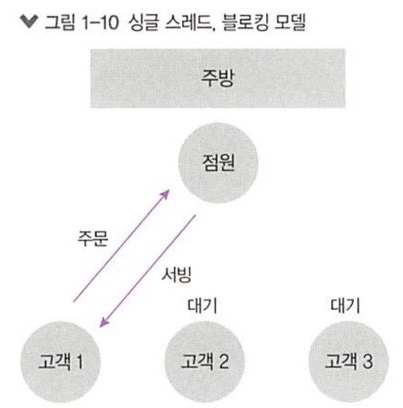 그림 1-10 싱글 스레드, 블로킹 모델
주방
점원
주문
서빙
대기
대기
고객 1
고객 2
고객 3